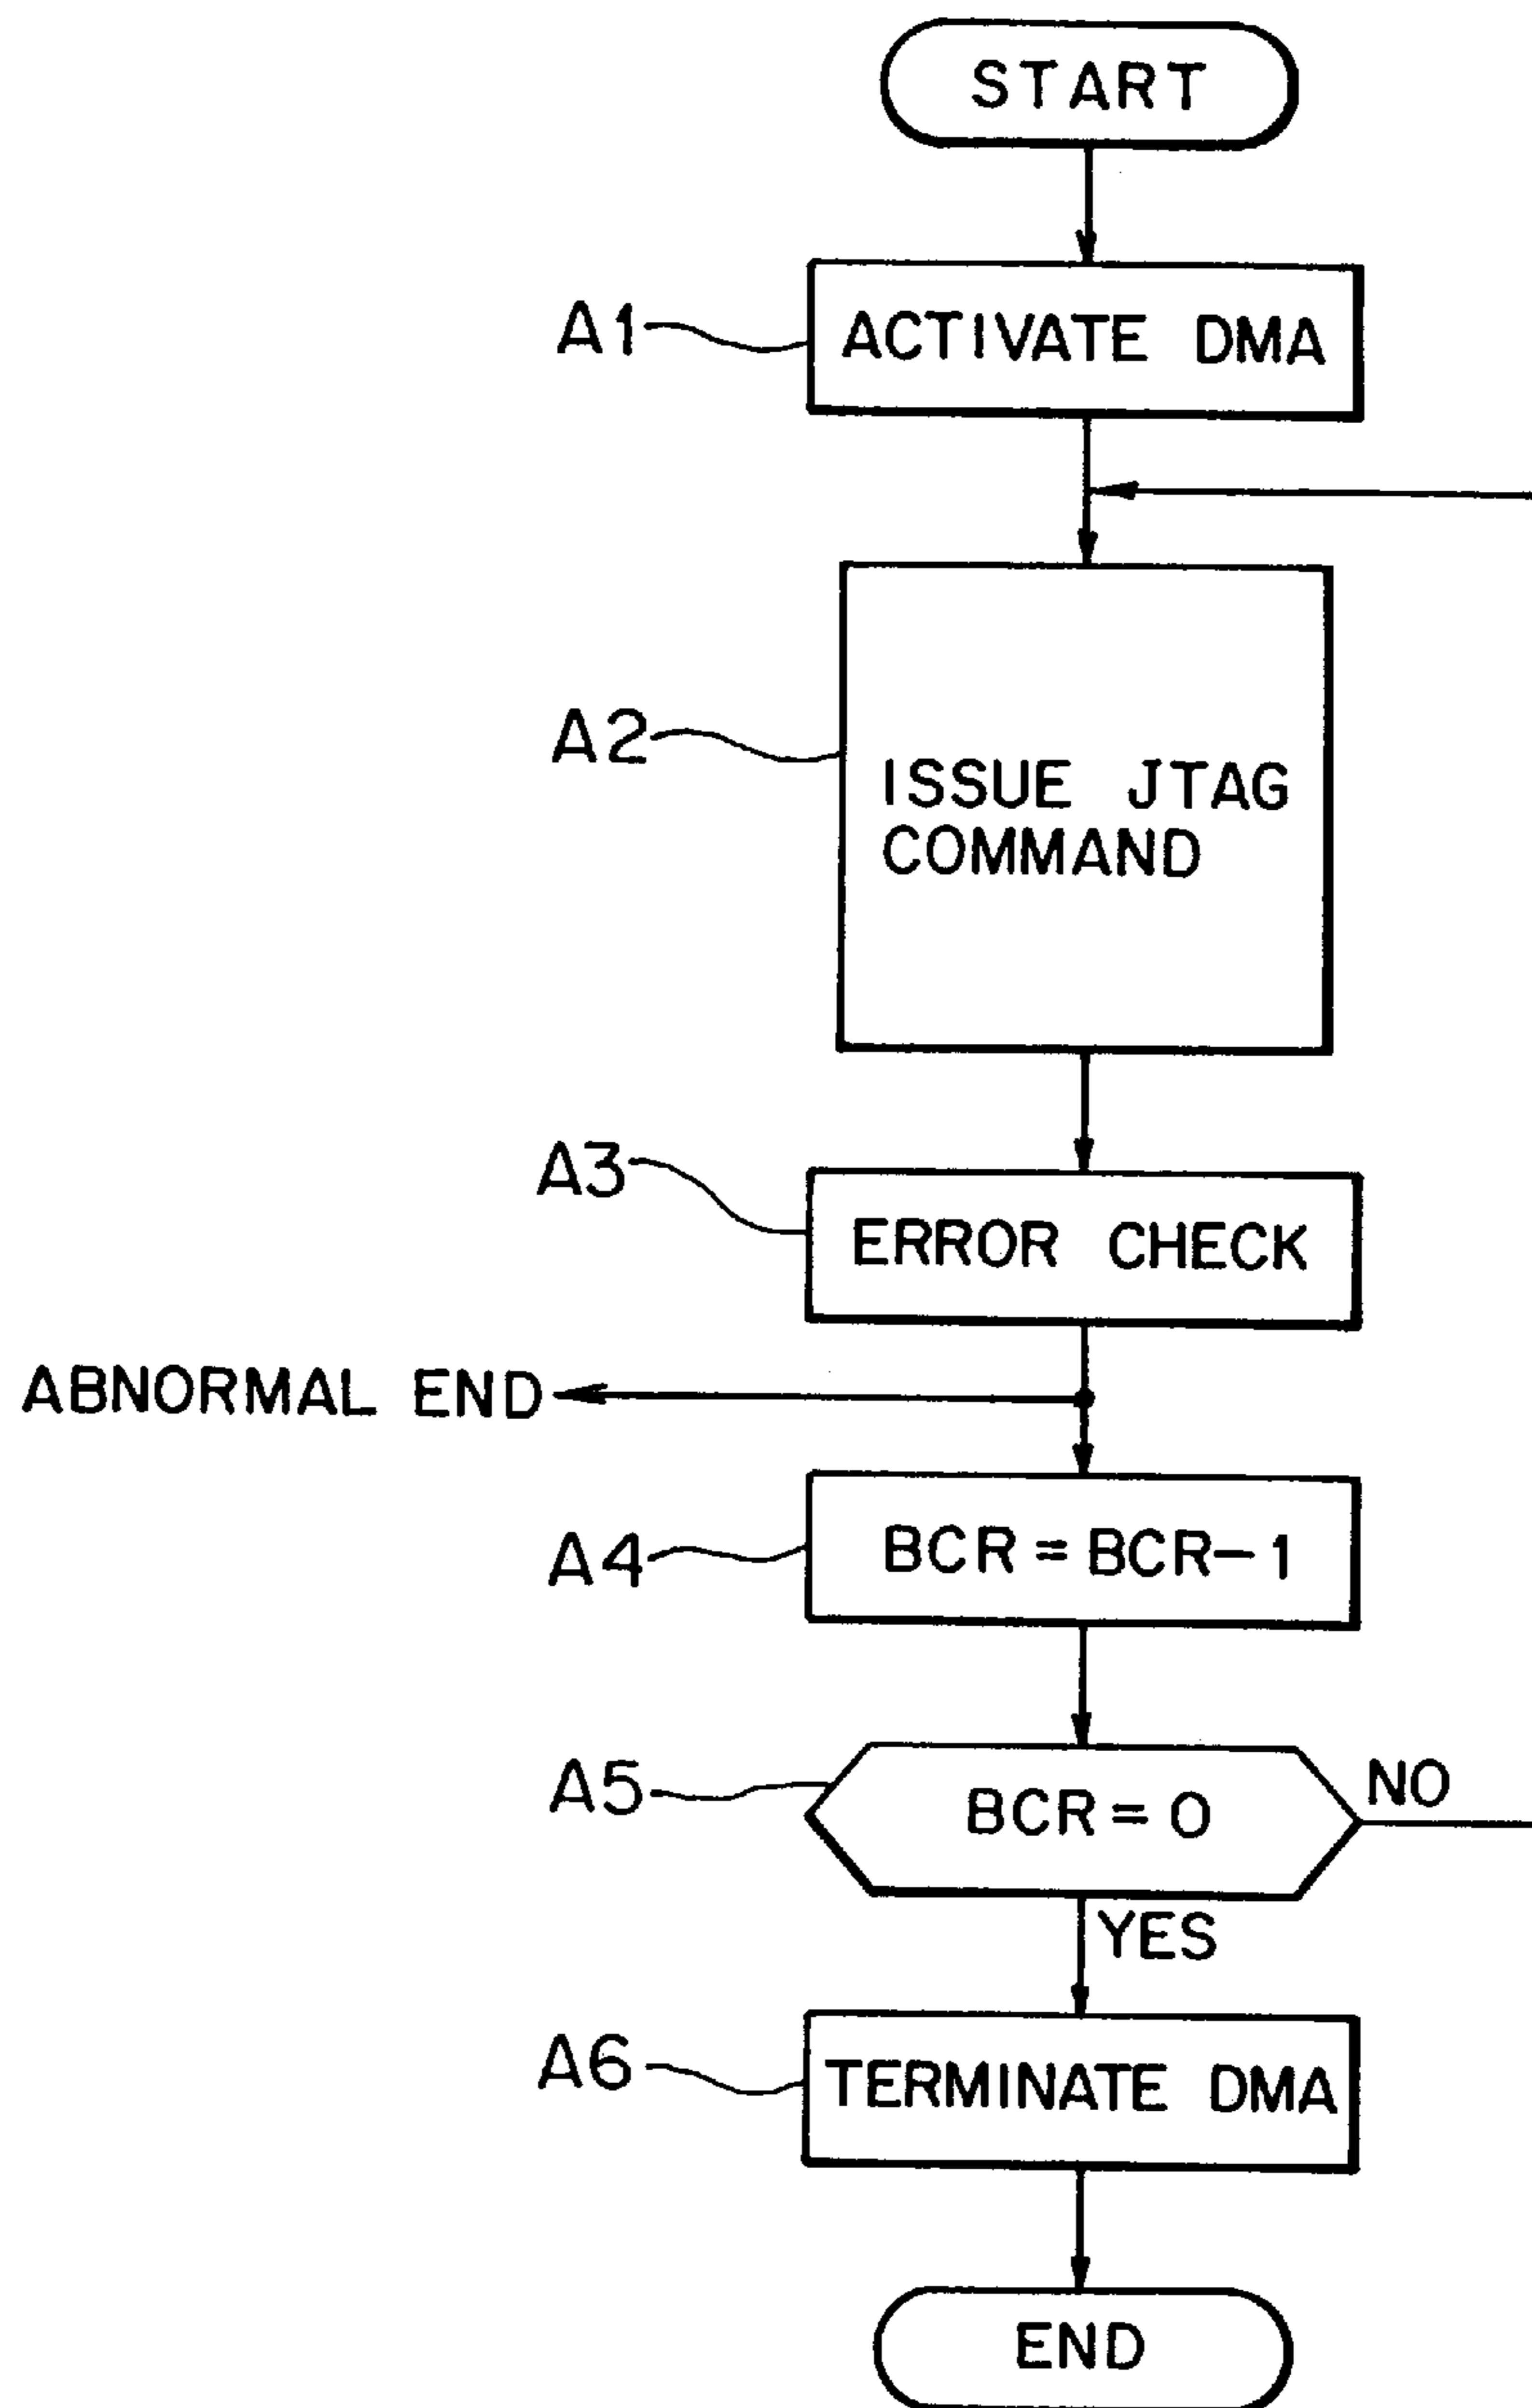 START
A1
ACTIVATE DMA
A2
ISSUE JTAG
COMMAND
A3
ERROR CHECK
ABNORMAL END
A4
BCR=BCR-1
A5
BCR=0
NO
YES
A6
TERMINATE DMA
END